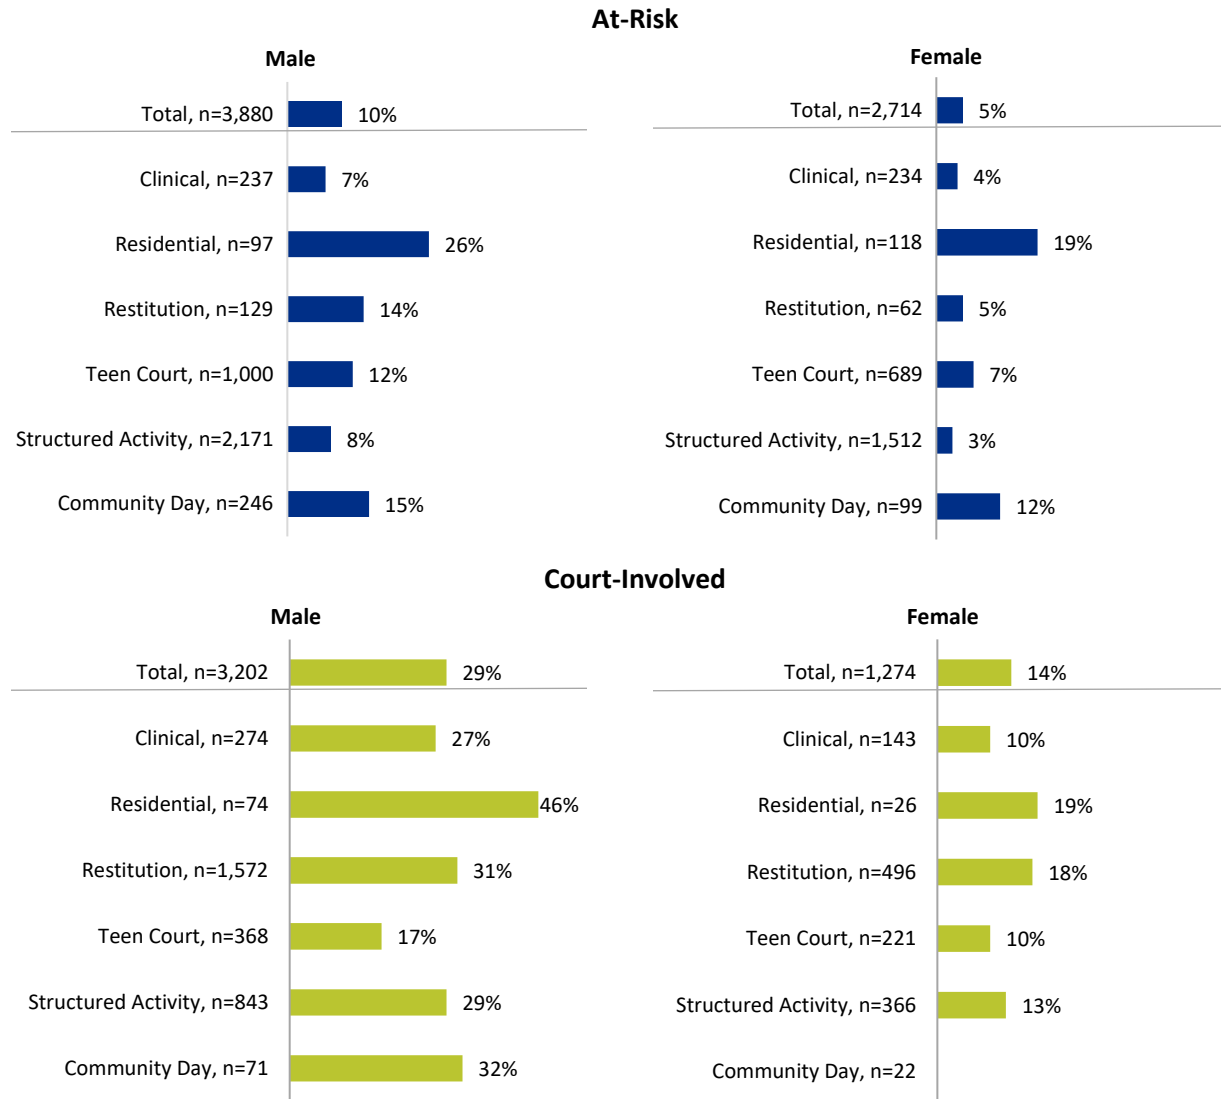 At-Risk
Male
Total, n=3,880 10%
Clinical, n=237 7%
Residential, n=97 26%
Restitution, n=129 14%
Teen Court, n=1,000 12%
Structured Activity, n=2,171 8%
Community Day, n=246 15%
Female
Total, n=2,714 5%
Clinical, n=234 4%
Residential, n=118 19%
Restitution, n=62 5%
Teen Court, n=689 7%
Structured Activity, n=1,512 3%
Community Day, n=99 12%
Court-Involved
Male
Total, n=3,202 29%
Clinical, n=274 27%
Residential, n=74 46%
Restitution, n=1,572 31%
Teen Court, n=368 17%
Structured Activity, n=843 29%
Community Day, n=71 32%
Female
Total, n=1,274 14%
Clinical, n=143 10%
Residential, n=26 19%
Restitution, n=496 18%
Teen Court, n=221 10%
Structured Activity, n=366 13%
Community Day, n=22